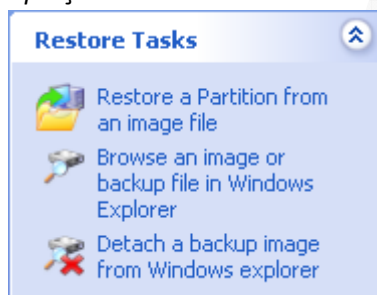 Restore Tasks
Restore a Partition from
an image file
Browse an image or
backup file in Windows
Explorer
Detach a backup image
from Windows explorer